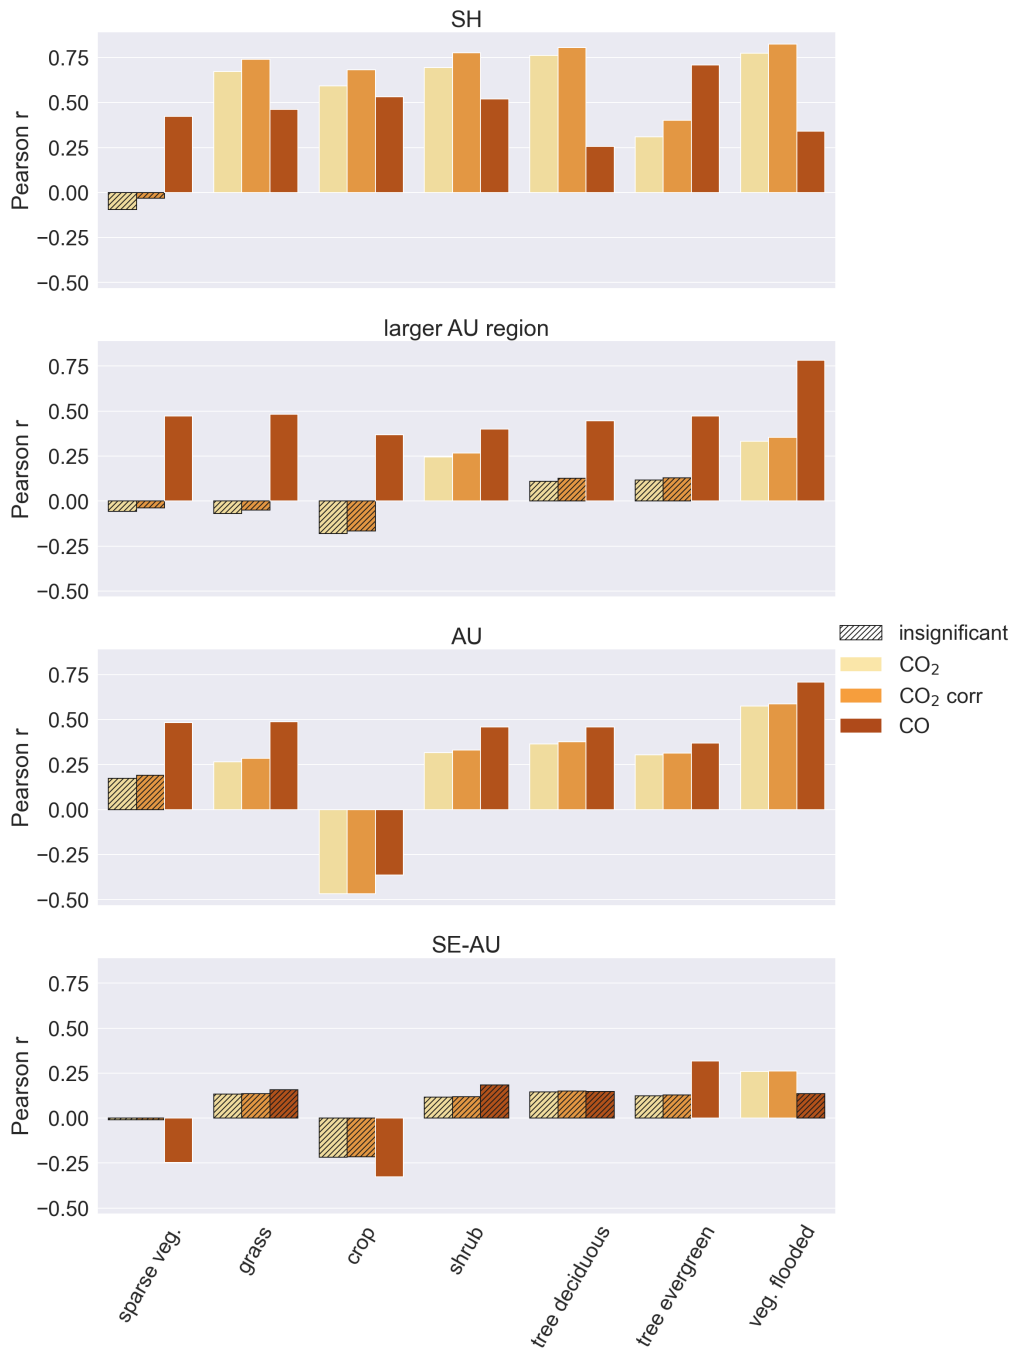 SH
Pearson r
0.75
0.50
0.25
0.00
−0.25
−0.50
larger AU region
Pearson r
0.75
0.50
0.25
0.00
−0.25
−0.50
AU
Pearson r
0.75
0.50
0.25
0.00
−0.25
−0.50
insignificant
CO₂
CO₂ corr
CO
SE-AU
Pearson r
0.75
0.50
0.25
0.00
−0.25
−0.50
sparse veg.
grass
crop
shrub
tree deciduous
tree evergreen
veg. flooded